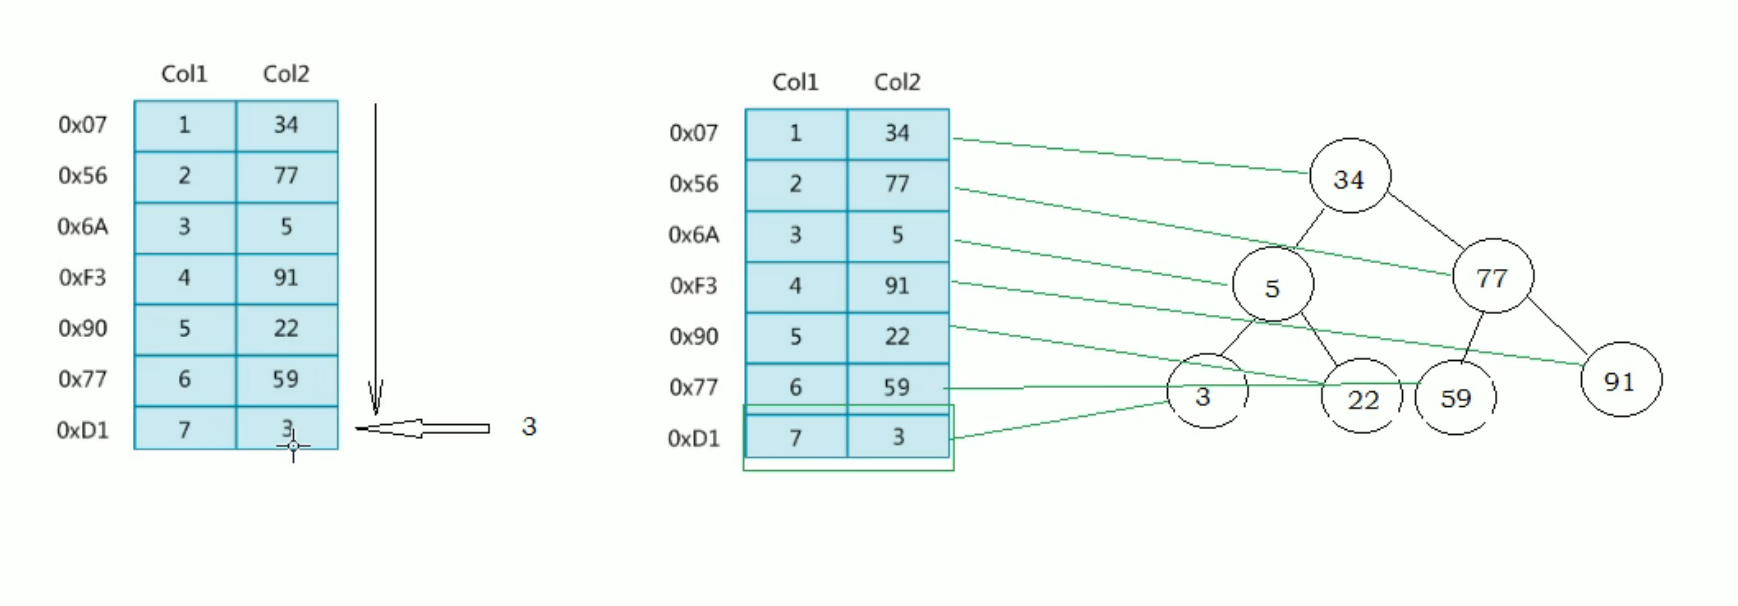 Col1 Col2
0x07 1 34
0x56 2 77
0x6A 3 5
0xF3 4 91
0x90 5 22
0x77 6 59
0xD1 7 3
3
Col1 Col2
0x07 1 34
0x56 2 77
0x6A 3 5
0xF3 4 91
0x90 5 22
0x77 6 59
0xD1 7 3
34
5 77
3 22 59 91